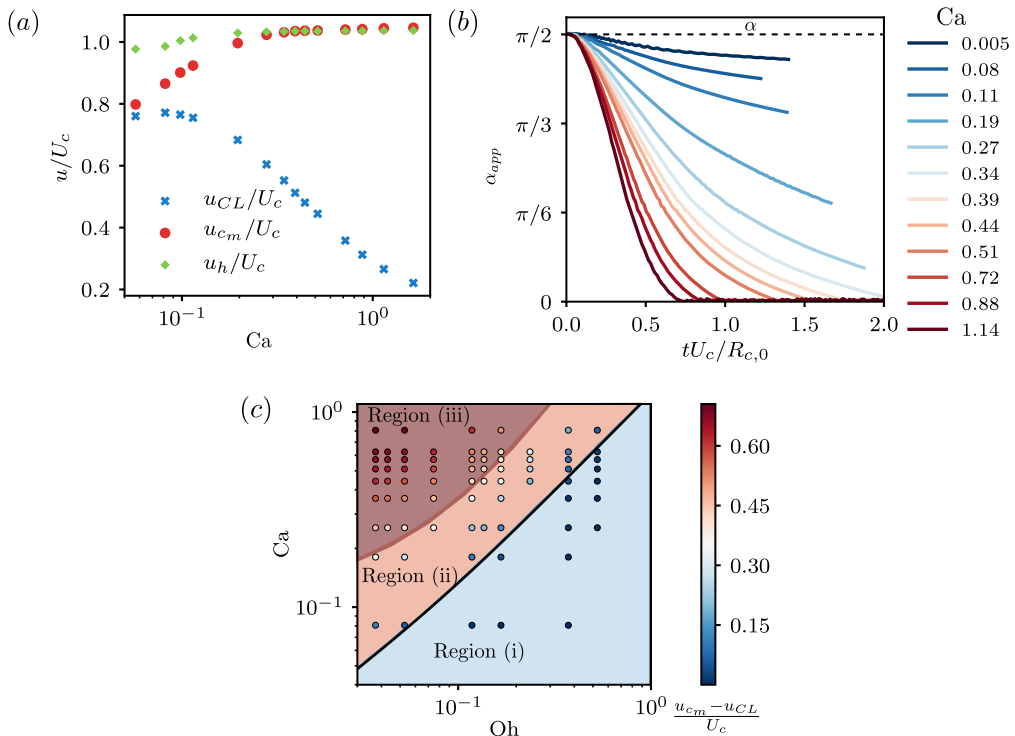 (a)
u/U_c
1.0
0.8
0.6
0.4
0.2
u_{CL}/U_c
u_{c_m}/U_c
u_h/U_c
10^{-1}
10^0
Ca
(b)
α
α_{app}
π/2
π/3
π/6
0
0.0
0.5
1.0
1.5
2.0
tU_c/R_{c,0}
Ca
0.005
0.08
0.11
0.19
0.27
0.34
0.39
0.44
0.51
0.72
0.88
1.14
(c)
Ca
10^0
10^{-1}
Region (iii)
Region (ii)
Region (i)
10^{-1}
10^0
Oh
0.60
0.45
0.30
0.15
\frac{u_{c_m}-u_{CL}}{U_c}